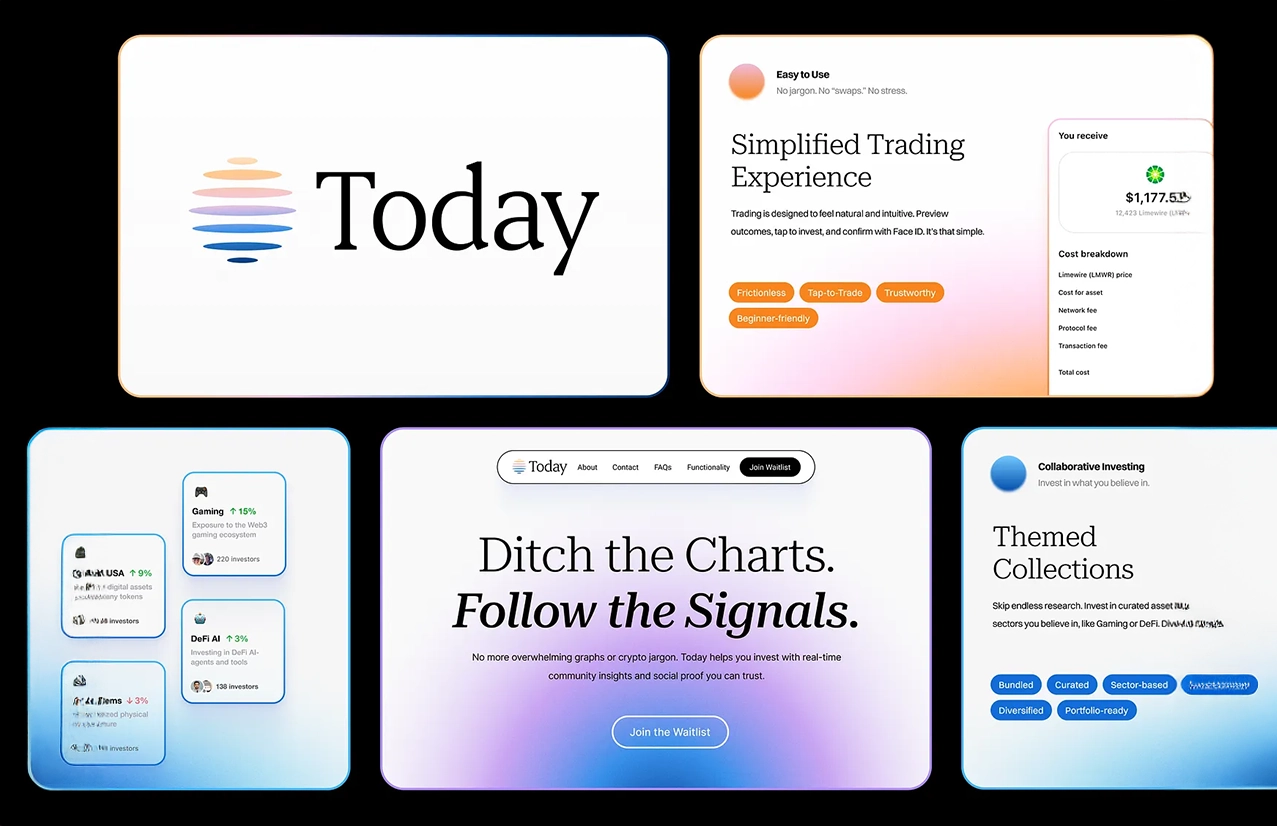 Today
Easy to Use
No jargon. No “swaps.” No stress.
Simplified Trading
Experience
Trading is designed to feel natural and intuitive. Preview
outcomes, tap to invest, and confirm with Face ID. It's that simple.
Frictionless
Tap-to-Trade
Trustworthy
Beginner-friendly
You receive
12,423 Limewire
Cost breakdown
Limewire (LMWR) price
Cost for asset
Network fee
Protocol fee
Transaction fee
Total cost
Gaming ↑ 15%
Exposure to the Web3
gaming ecosystem
220 investors
USA ↑ 9%
digital assets
tokens
investors
DeFi AI ↑ 3%
Investing in DeFi AI-
agents and tools
138 investors
↓ 3%
physical
investors
Today About Contact FAQs Functionality Join Waitlist
Ditch the Charts.
Follow the Signals.
No more overwhelming graphs or crypto jargon. Today helps you invest with real-time
community insights and social proof you can trust.
Join the Waitlist
Collaborative Investing
Invest in what you believe in.
Themed
Collections
Skip endless research. Invest in curated asset
sectors you believe in, like Gaming or DeFi.
Bundled
Curated
Sector-based
Diversified
Portfolio-ready